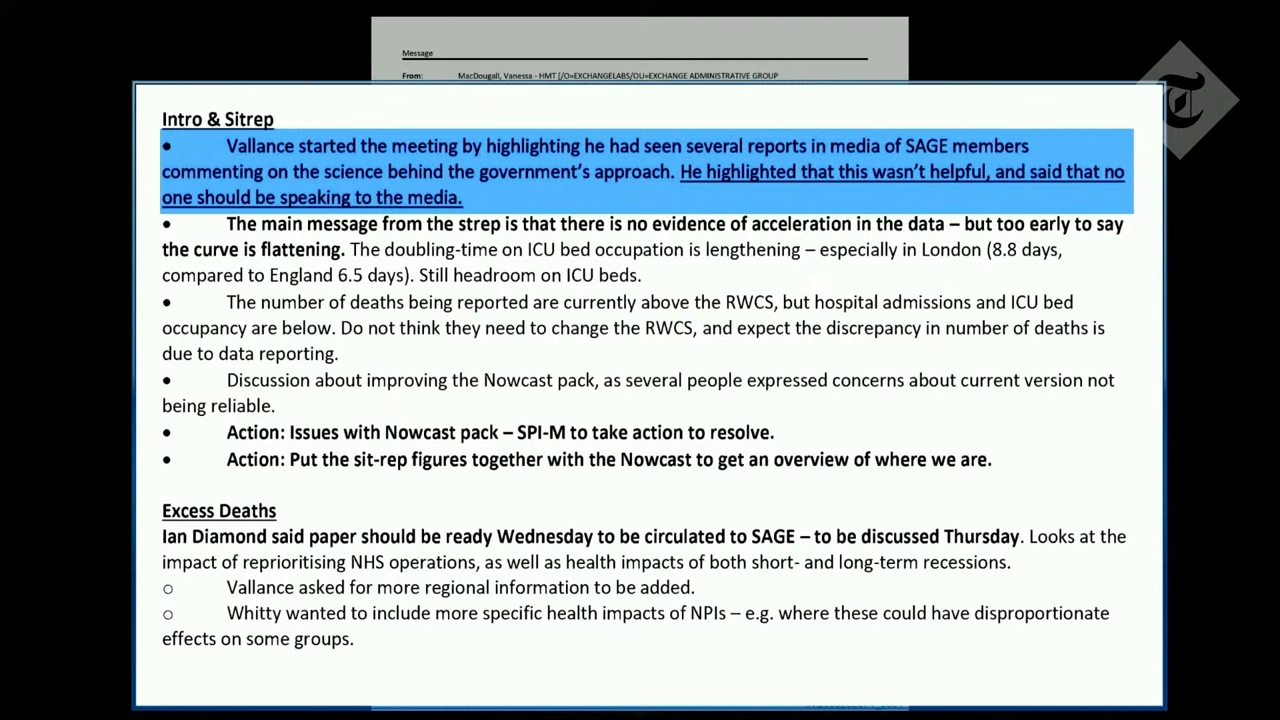 Message
From: MacDougall, Vanessa - HMT [/O=EXCHANGELABS/OU=EXCHANGE ADMINISTRATIVE GROUP
Intro & Sitrep
• Vallance started the meeting by highlighting he had seen several reports in media of SAGE members
commenting on the science behind the government's approach. He highlighted that this wasn't helpful, and said that no
one should be speaking to the media.
• The main message from the strep is that there is no evidence of acceleration in the data – but too early to say
the curve is flattening. The doubling-time on ICU bed occupation is lengthening – especially in London (8.8 days,
compared to England 6.5 days). Still headroom on ICU beds.
• The number of deaths being reported are currently above the RWCS, but hospital admissions and ICU bed
occupancy are below. Do not think they need to change the RWCS, and expect the discrepancy in number of deaths is
due to data reporting.
• Discussion about improving the Nowcast pack, as several people expressed concerns about current version not
being reliable.
• Action: Issues with Nowcast pack – SPI-M to take action to resolve.
• Action: Put the sit-rep figures together with the Nowcast to get an overview of where we are.
Excess Deaths
Ian Diamond said paper should be ready Wednesday to be circulated to SAGE – to be discussed Thursday. Looks at the
impact of reprioritising NHS operations, as well as health impacts of both short- and long-term recessions.
o Vallance asked for more regional information to be added.
o Whitty wanted to include more specific health impacts of NPIs – e.g. where these could have disproportionate
effects on some groups.